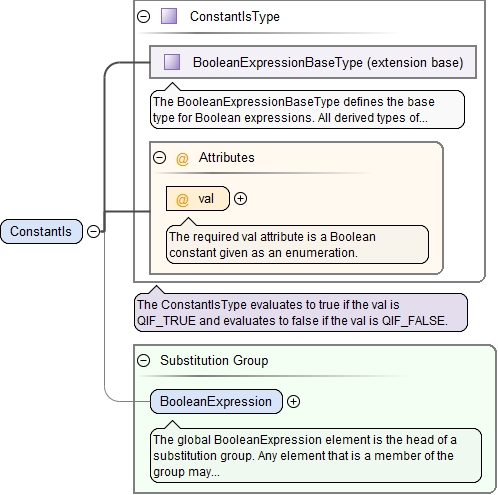 ConstantIsType
BooleanExpressionBaseType (extension base)
The BooleanExpressionBaseType defines the base
type for Boolean expressions. All derived types of...
@ Attributes
@ val
The required val attribute is a Boolean
constant given as an enumeration.
ConstantIs
The ConstantIsType evaluates to true if the val is
QIF_TRUE and evaluates to false if the val is QIF_FALSE.
Substitution Group
BooleanExpression
The global BooleanExpression element is the head of a
substitution group. Any element that is a member of the
group may...